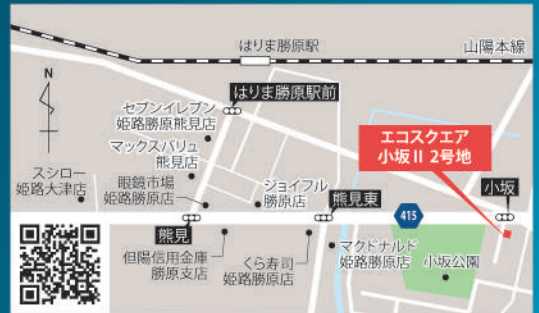 はりま勝原駅
山陽本線
N
はりま勝原駅前
セブンイレブン
姫路勝原熊見店
マックスバリュ
熊見店
エコスクエア
小坂Ⅱ 2号地
スシロー
姫路大津店
眼鏡市場
姫路勝原店
ジョイフル
勝原店
熊見東
小坂
415
熊見
但陽信用金庫
勝原支店
くら寿司
姫路勝原店
マクドナルド
姫路勝原店
小坂公園